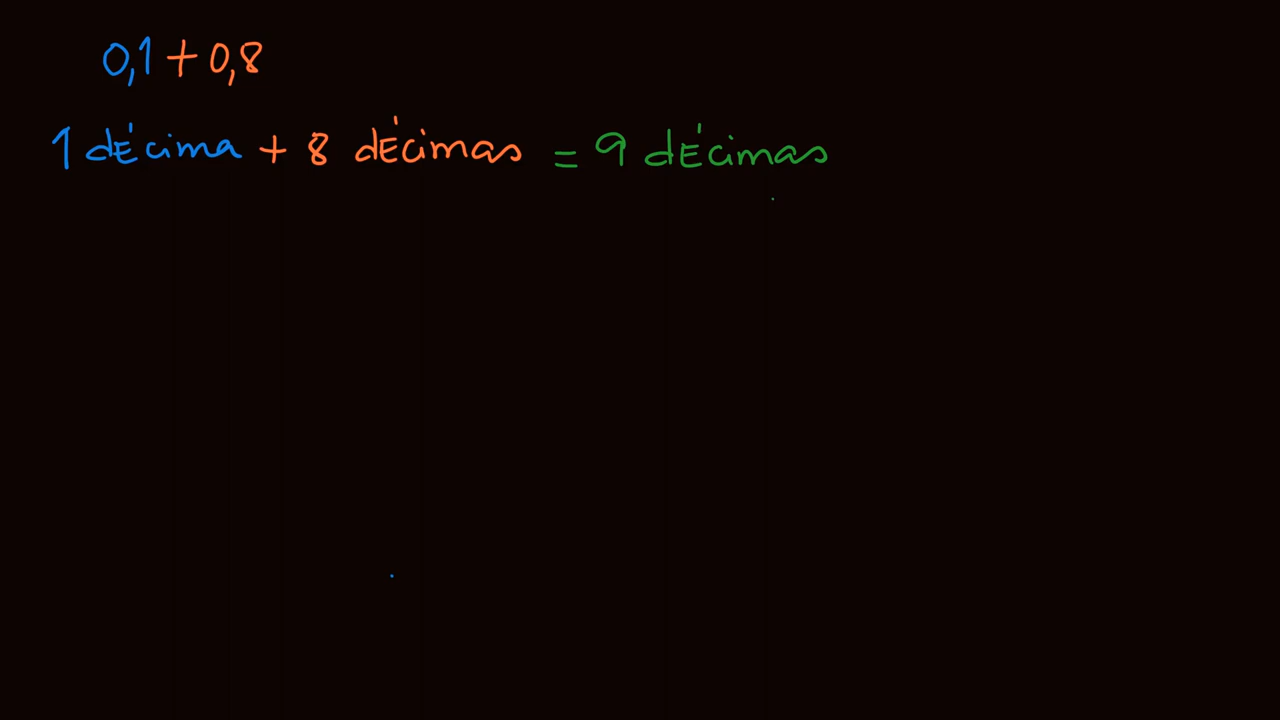 0,1 + 0,8
1 décima + 8 décimas = 9 décimas